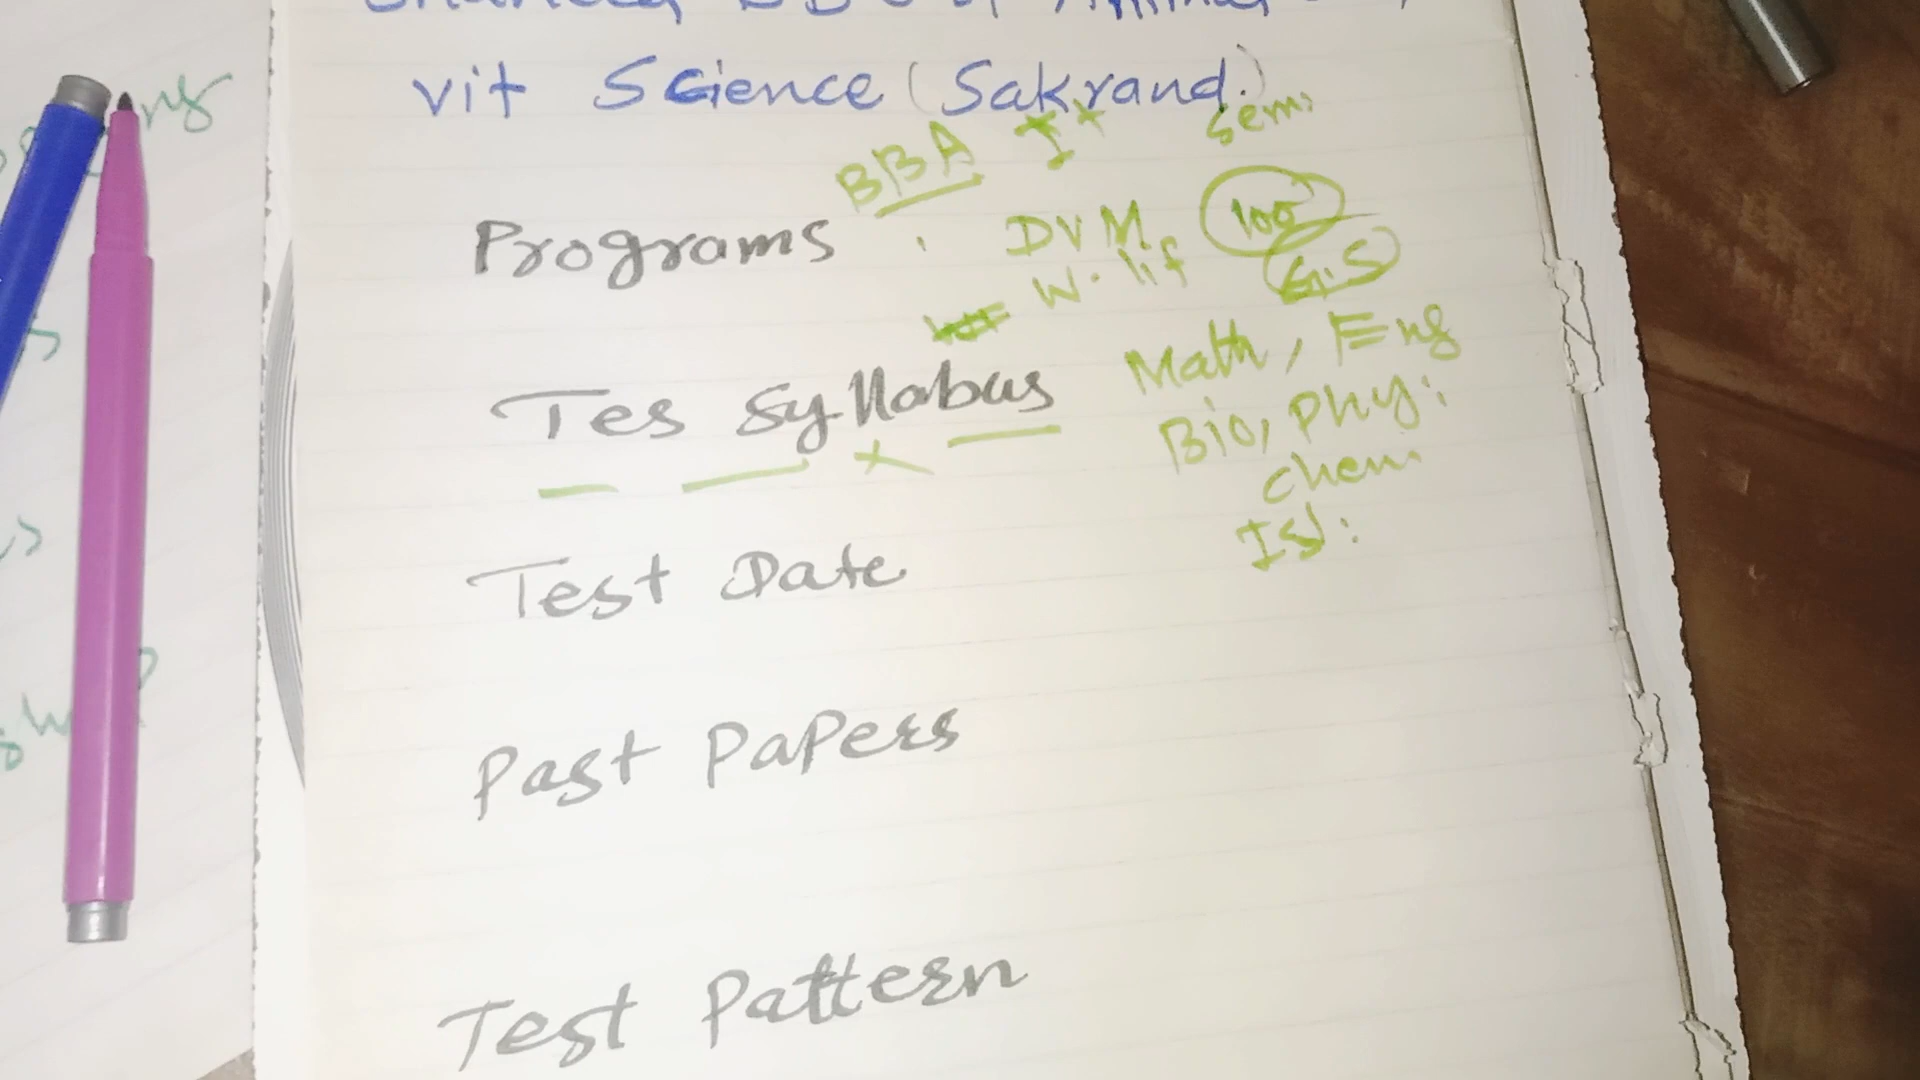 vit Science (Sakrand.)
BBA I Sem:
Programs : DVM 100
W. lif G.S
Tes Syllabus Math, Eng
Bio, Phy:
Chem:
Isl:
Test Date
Past Papers
Test Pattern